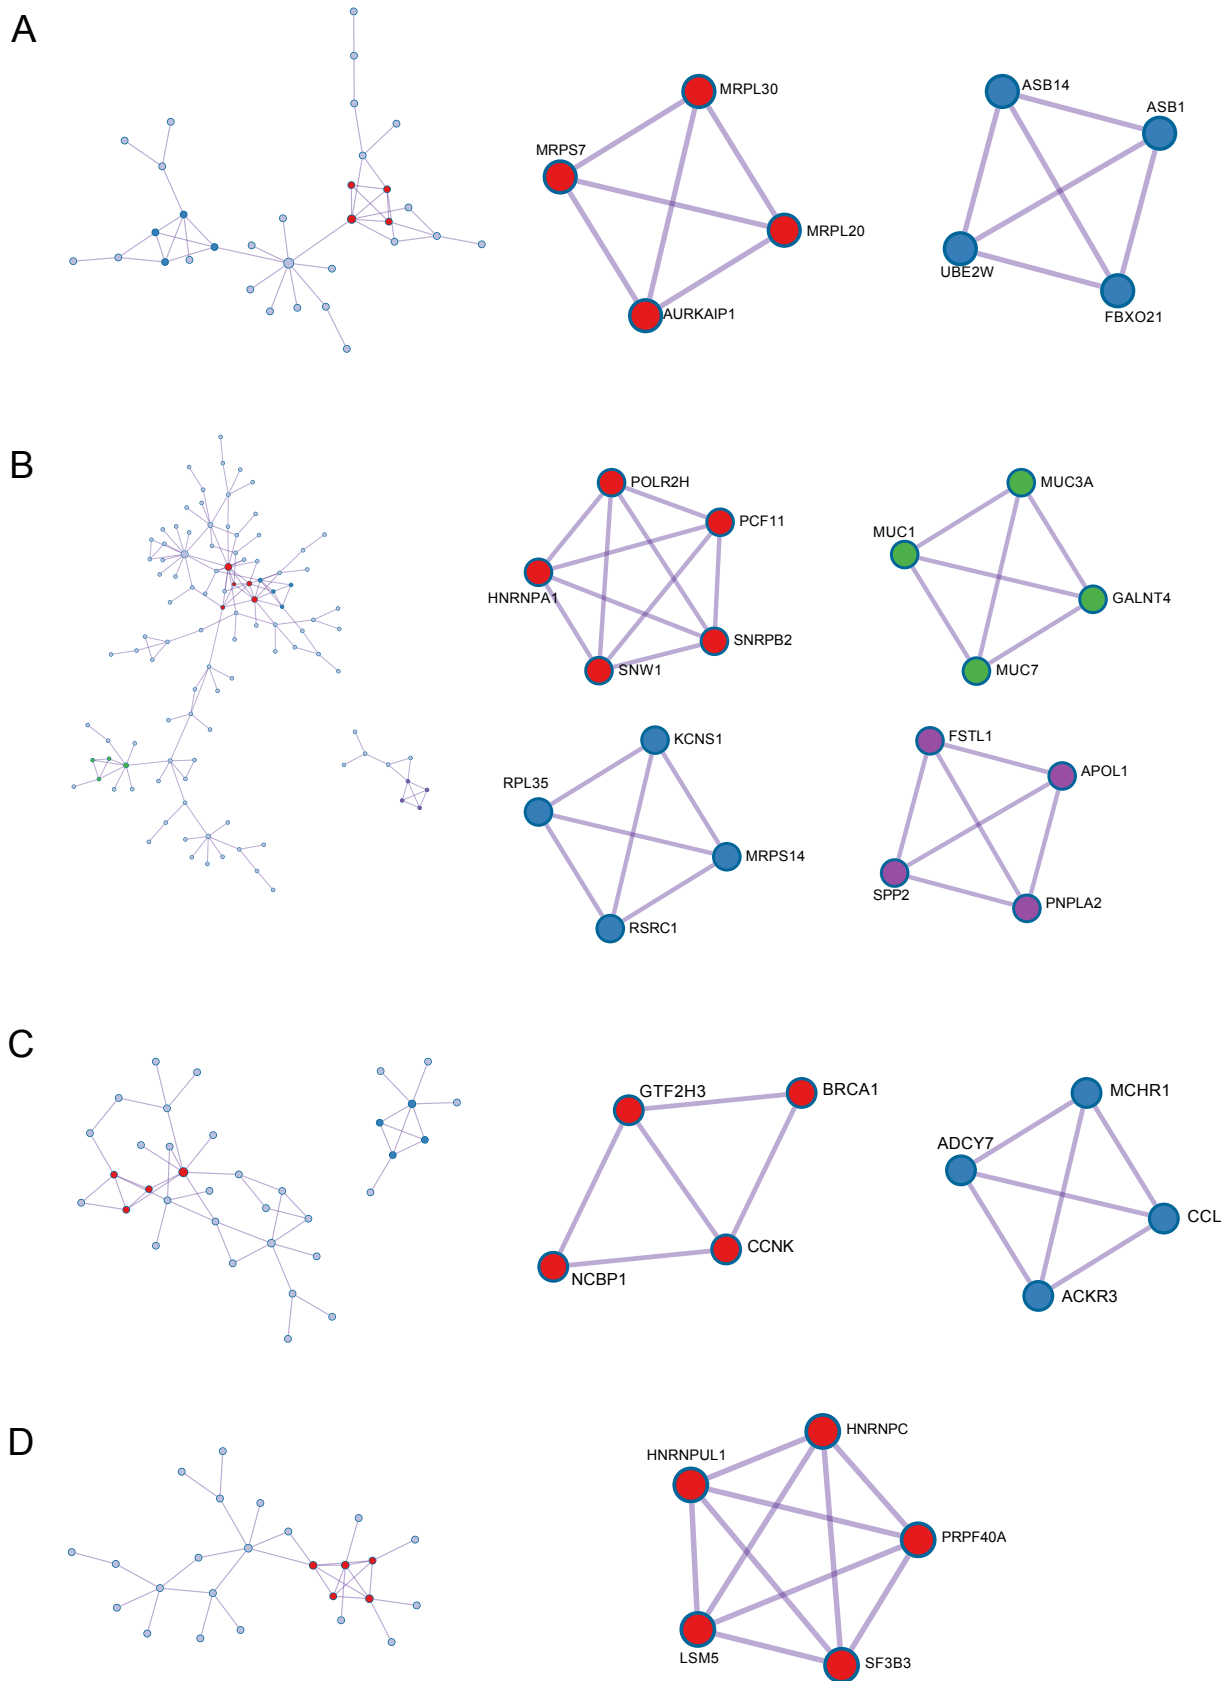 A
MRPL30
MRPS7
MRPL20
AURKAIP1
ASB14
ASB1
UBE2W
FBXO21
B
POLR2H
PCF11
HNRNPA1
SNRPB2
SNW1
MUC3A
MUC1
GALNT4
MUC7
KCNS1
RPL35
MRPS14
RSRC1
FSTL1
APOL1
SPP2
PNPLA2
C
GTF2H3
BRCA1
CCNK
NCBP1
MCHR1
ADCY7
CCL
ACKR3
D
HNRNPC
HNRNPUL1
PRPF40A
LSM5
SF3B3